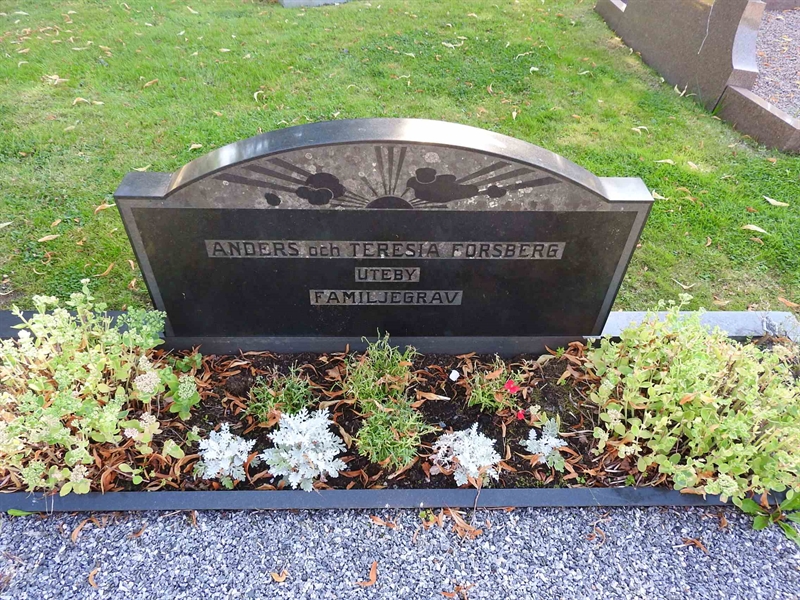 ANDERS och TERESIA FORSBERG
UTEBY
FAMILJEGRAV